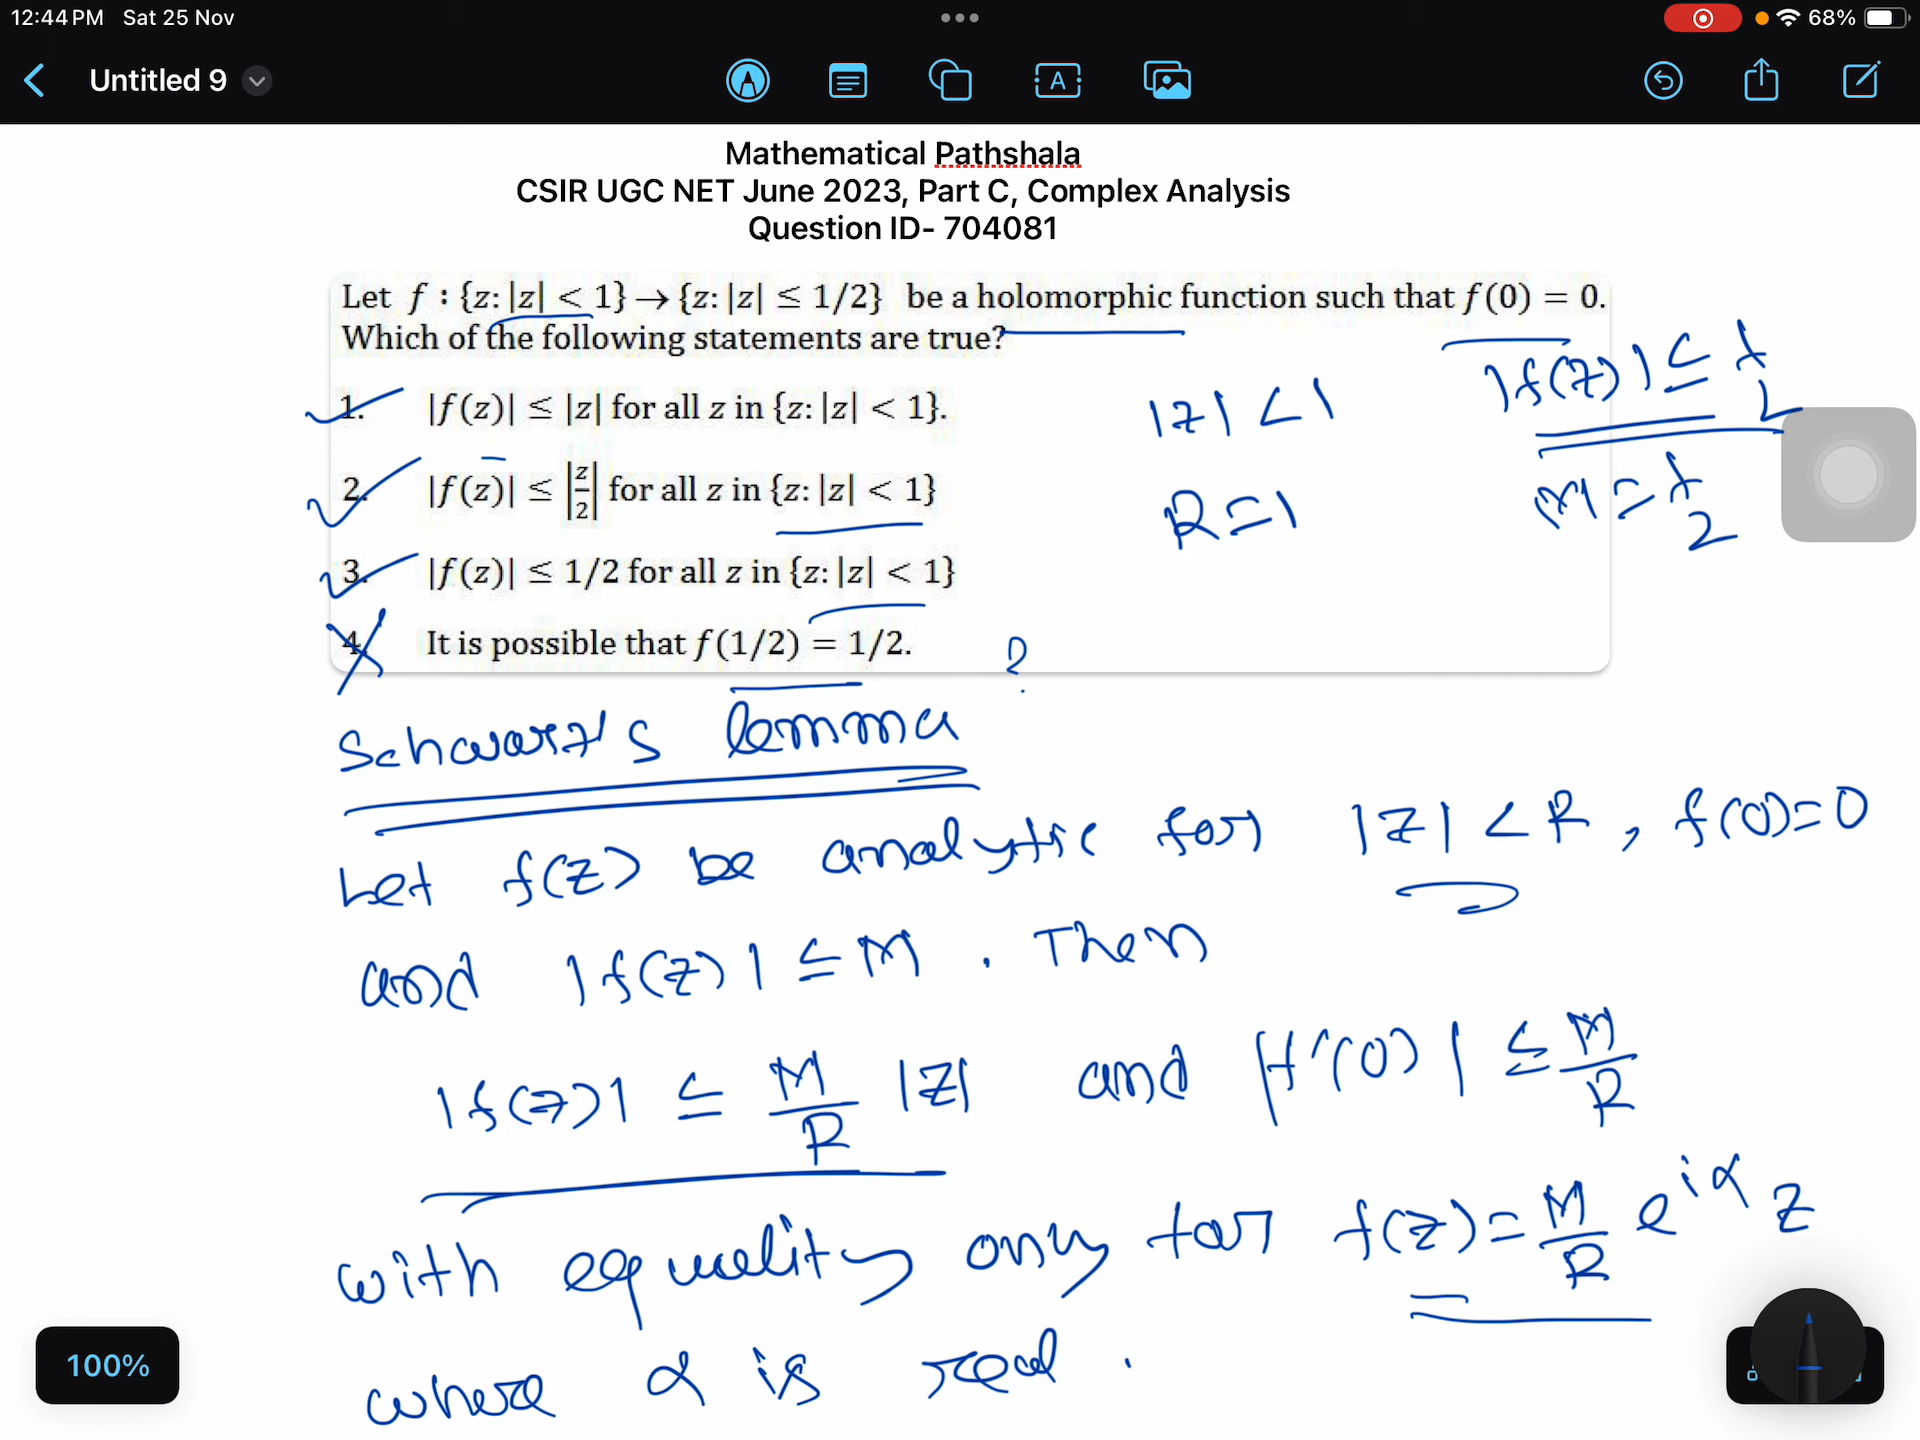 12:44 PM Sat 25 Nov
68%
Untitled 9
A
Mathematical Pathshala
CSIR UGC NET June 2023, Part C, Complex Analysis
Question ID- 704081
Let f : {z: |z| < 1} → {z: |z| ≤ 1/2} be a holomorphic function such that f(0) = 0.
Which of the following statements are true?
1. |f(z)| ≤ |z| for all z in {z: |z| < 1}.
2. |f(z)| ≤ |z/2| for all z in {z: |z| < 1}
3. |f(z)| ≤ 1/2 for all z in {z: |z| < 1}
4. It is possible that f(1/2) = 1/2. ?
|z| < 1
|f(z)| ≤ 1/2
R = 1
M = 1/2
Schwarz's lemma
Let f(z) be analytic for |z| < R, f(0)=0
and |f(z)| ≤ M. Then
|f(z)| ≤ M/R |z| and |f'(0)| ≤ M/R
with equality only for f(z) = M/R e^{iα} z
where α is real.
100%